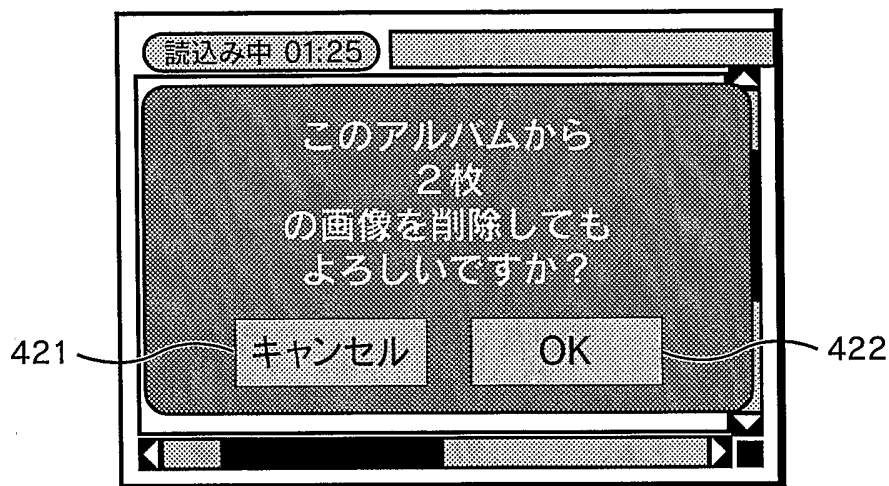 読込み中 01:25
このアルバムから
2枚
の画像を削除しても
よろしいですか?
421 キャンセル OK 422